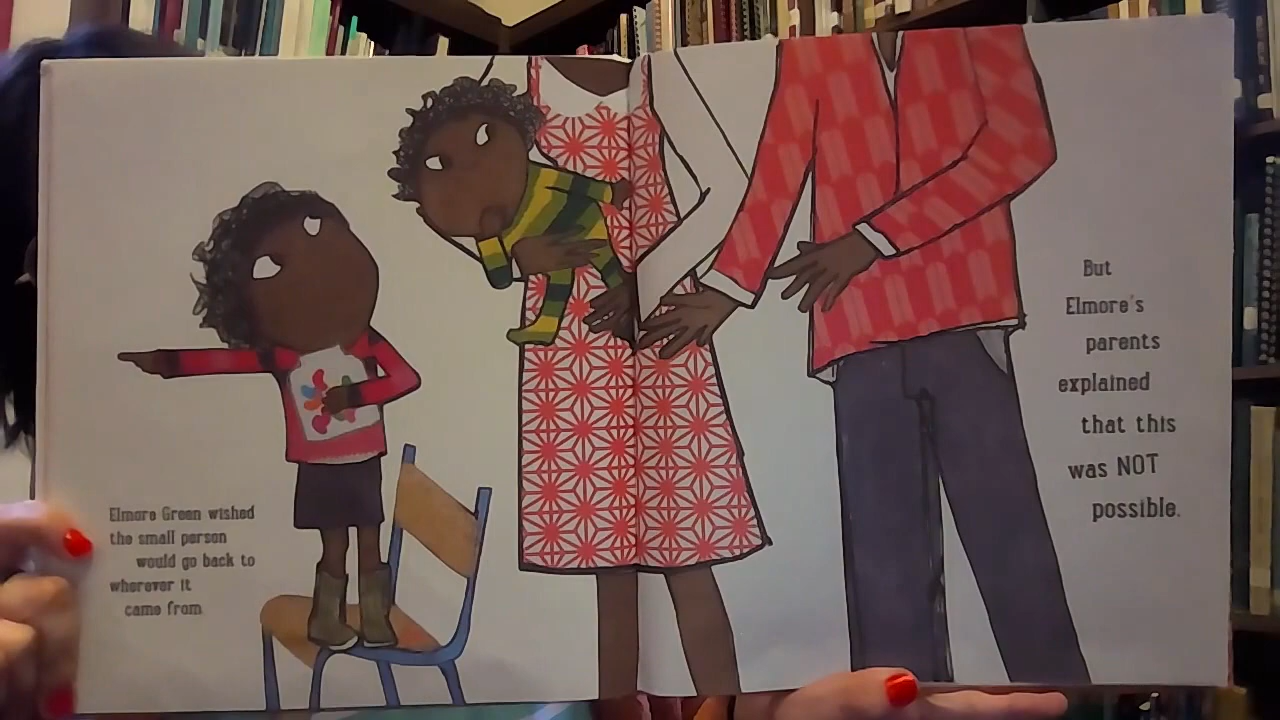 Elmore Green wished
the small person
would go back to
wherever it
came from.
But
Elmore's
parents
explained
that this
was NOT
possible.